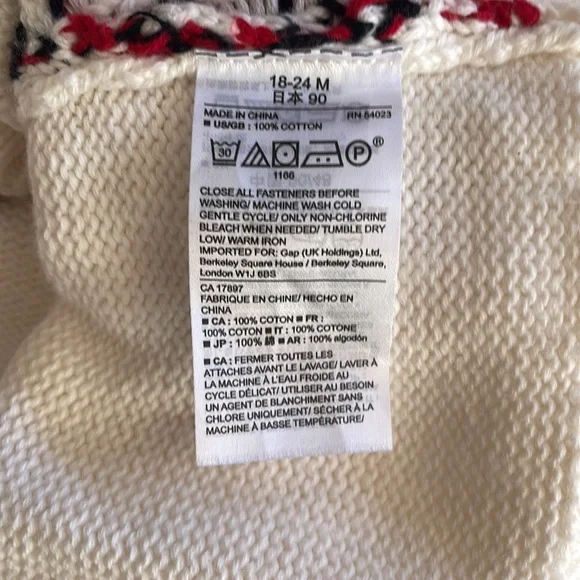 18-24 M
日本 90
MADE IN CHINA RN 54023
■ US/GB : 100% COTTON
30 P ®
1166
CLOSE ALL FASTENERS BEFORE
WASHING/ MACHINE WASH COLD
GENTLE CYCLE/ ONLY NON-CHLORINE
BLEACH WHEN NEEDED/ TUMBLE DRY
LOW/ WARM IRON
IMPORTED FOR: Gap (UK Holdings) Ltd,
Berkeley Square House / Berkeley Square,
London W1J 6BS
CA 17897
FABRIQUE EN CHINE/ HECHO EN
CHINA
■ CA : 100% COTON ■ FR :
100% COTON ■ IT : 100% COTONE
■ JP : 100% 綿 ■ AR : 100% algodón
■ CA : FERMER TOUTES LES
ATTACHES AVANT LE LAVAGE/ LAVER À
LA MACHINE À L'EAU FROIDE AU
CYCLE DÉLICAT/ UTILISER AU BESOIN
UN AGENT DE BLANCHIMENT SANS
CHLORE UNIQUEMENT/ SÉCHER À LA
MACHINE À BASSE TEMPÉRATURE/